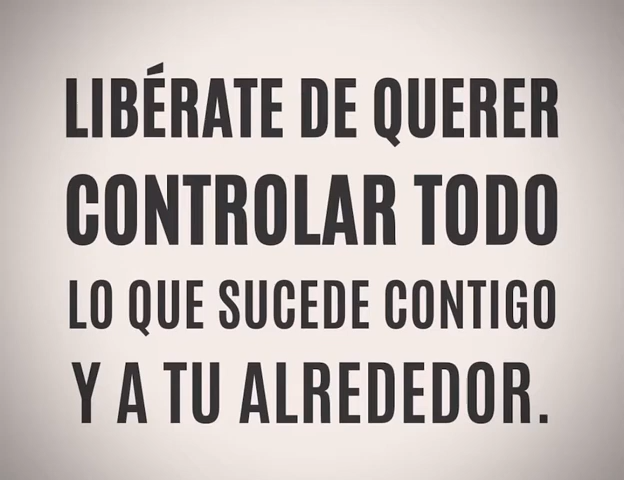 LIBÉRATE DE QUERER
CONTROLAR TODO
LO QUE SUCEDE CONTIGO
Y A TU ALREDEDOR.